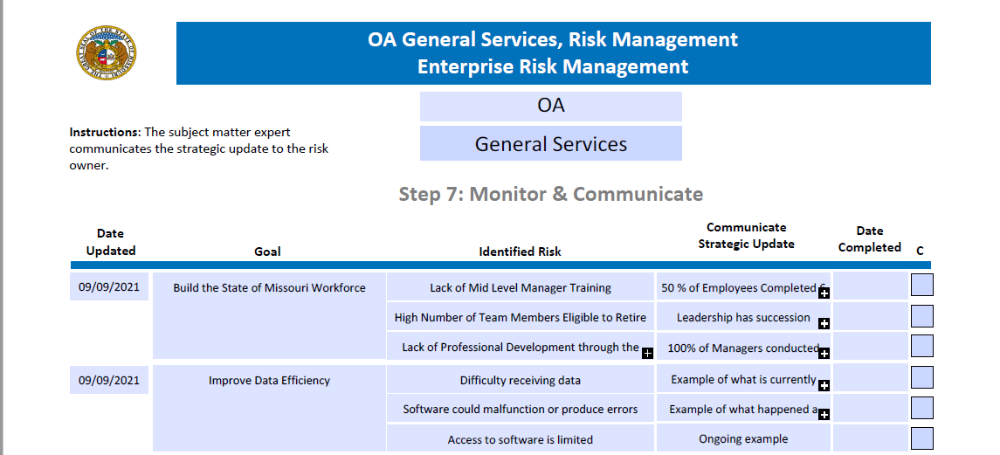 OA General Services, Risk Management
Enterprise Risk Management
OA
General Services
Instructions: The subject matter expert
communicates the strategic update to the risk
owner.
Step 7: Monitor & Communicate
Date Updated Goal Identified Risk Communicate Strategic Update Date Completed C
09/09/2021 Build the State of Missouri Workforce Lack of Mid Level Manager Training 50 % of Employees Completed
High Number of Team Members Eligible to Retire Leadership has succession
Lack of Professional Development through the 100% of Managers conducted
09/09/2021 Improve Data Efficiency Difficulty receiving data Example of what is currently
Software could malfunction or produce errors Example of what happened a
Access to software is limited Ongoing example